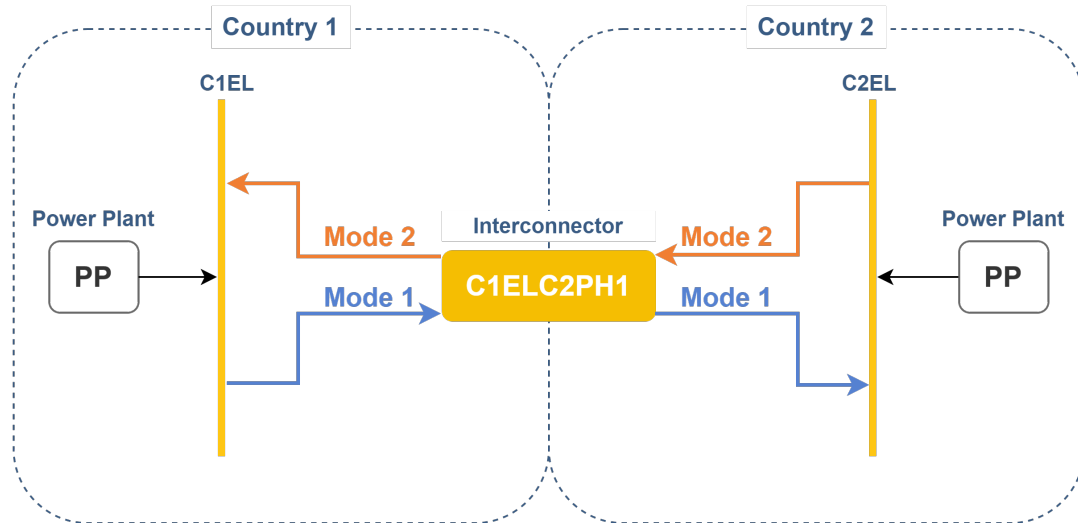 Country 1
Country 2
C1EL
C2EL
Power Plant
Interconnector
Power Plant
Mode 2
Mode 2
PP
C1ELC2PH1
PP
Mode 1
Mode 1